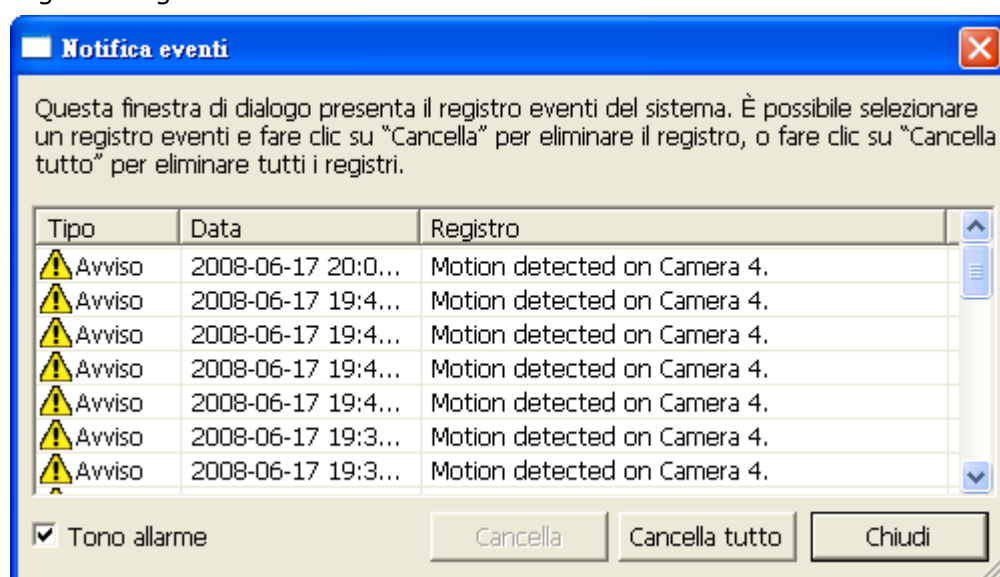 Notifica eventi
Questa finestra di dialogo presenta il registro eventi del sistema. È possibile selezionare
un registro eventi e fare clic su “Cancella” per eliminare il registro, o fare clic su “Cancella
tutto” per eliminare tutti i registri.
Tipo Data Registro
Avviso 2008-06-17 20:0... Motion detected on Camera 4.
Avviso 2008-06-17 19:4... Motion detected on Camera 4.
Avviso 2008-06-17 19:4... Motion detected on Camera 4.
Avviso 2008-06-17 19:4... Motion detected on Camera 4.
Avviso 2008-06-17 19:4... Motion detected on Camera 4.
Avviso 2008-06-17 19:3... Motion detected on Camera 4.
Avviso 2008-06-17 19:3... Motion detected on Camera 4.
Tono allarme Cancella Cancella tutto Chiudi